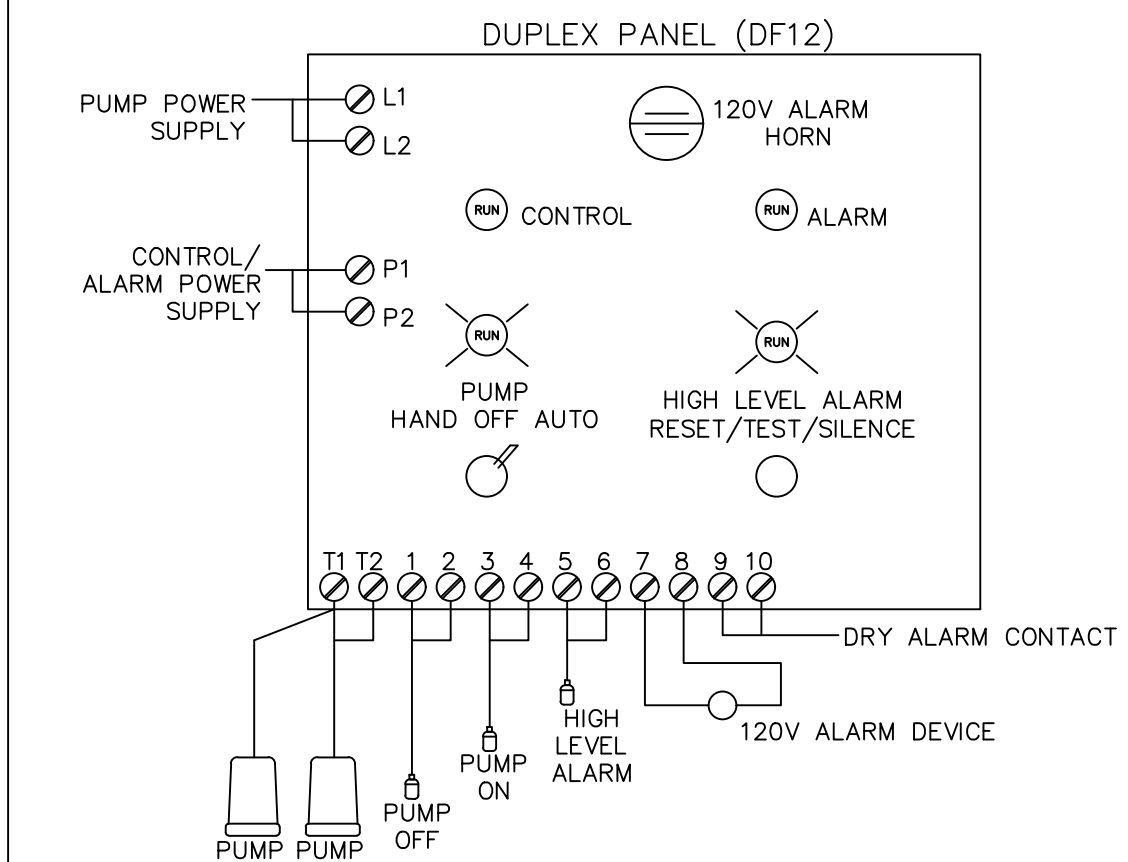 DUPLEX PANEL (DF12)
PUMP POWER
SUPPLY
L1
L2
120V ALARM
HORN
RUN
CONTROL
RUN
ALARM
CONTROL/
ALARM POWER
SUPPLY
P1
P2
RUN
PUMP
HAND OFF AUTO
RUN
HIGH LEVEL ALARM
RESET/TEST/SILENCE
T1 T2 1 2 3 4 5 6 7 8 9 10
DRY ALARM CONTACT
120V ALARM DEVICE
HIGH
LEVEL
ALARM
PUMP
ON
PUMP
OFF
PUMP
PUMP